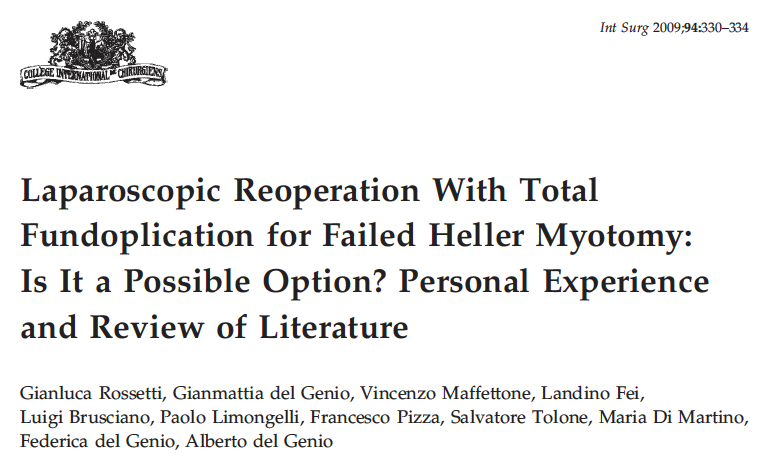 Int Surg 2009;94:330–334
COLLEGE INTERNATIONAL DE CHIRURGIENS
Laparoscopic Reoperation With Total
Fundoplication for Failed Heller Myotomy:
Is It a Possible Option? Personal Experience
and Review of Literature
Gianluca Rossetti, Gianmattia del Genio, Vincenzo Maffettone, Landino Fei,
Luigi Brusciano, Paolo Limongelli, Francesco Pizza, Salvatore Tolone, Maria Di Martino,
Federica del Genio, Alberto del Genio